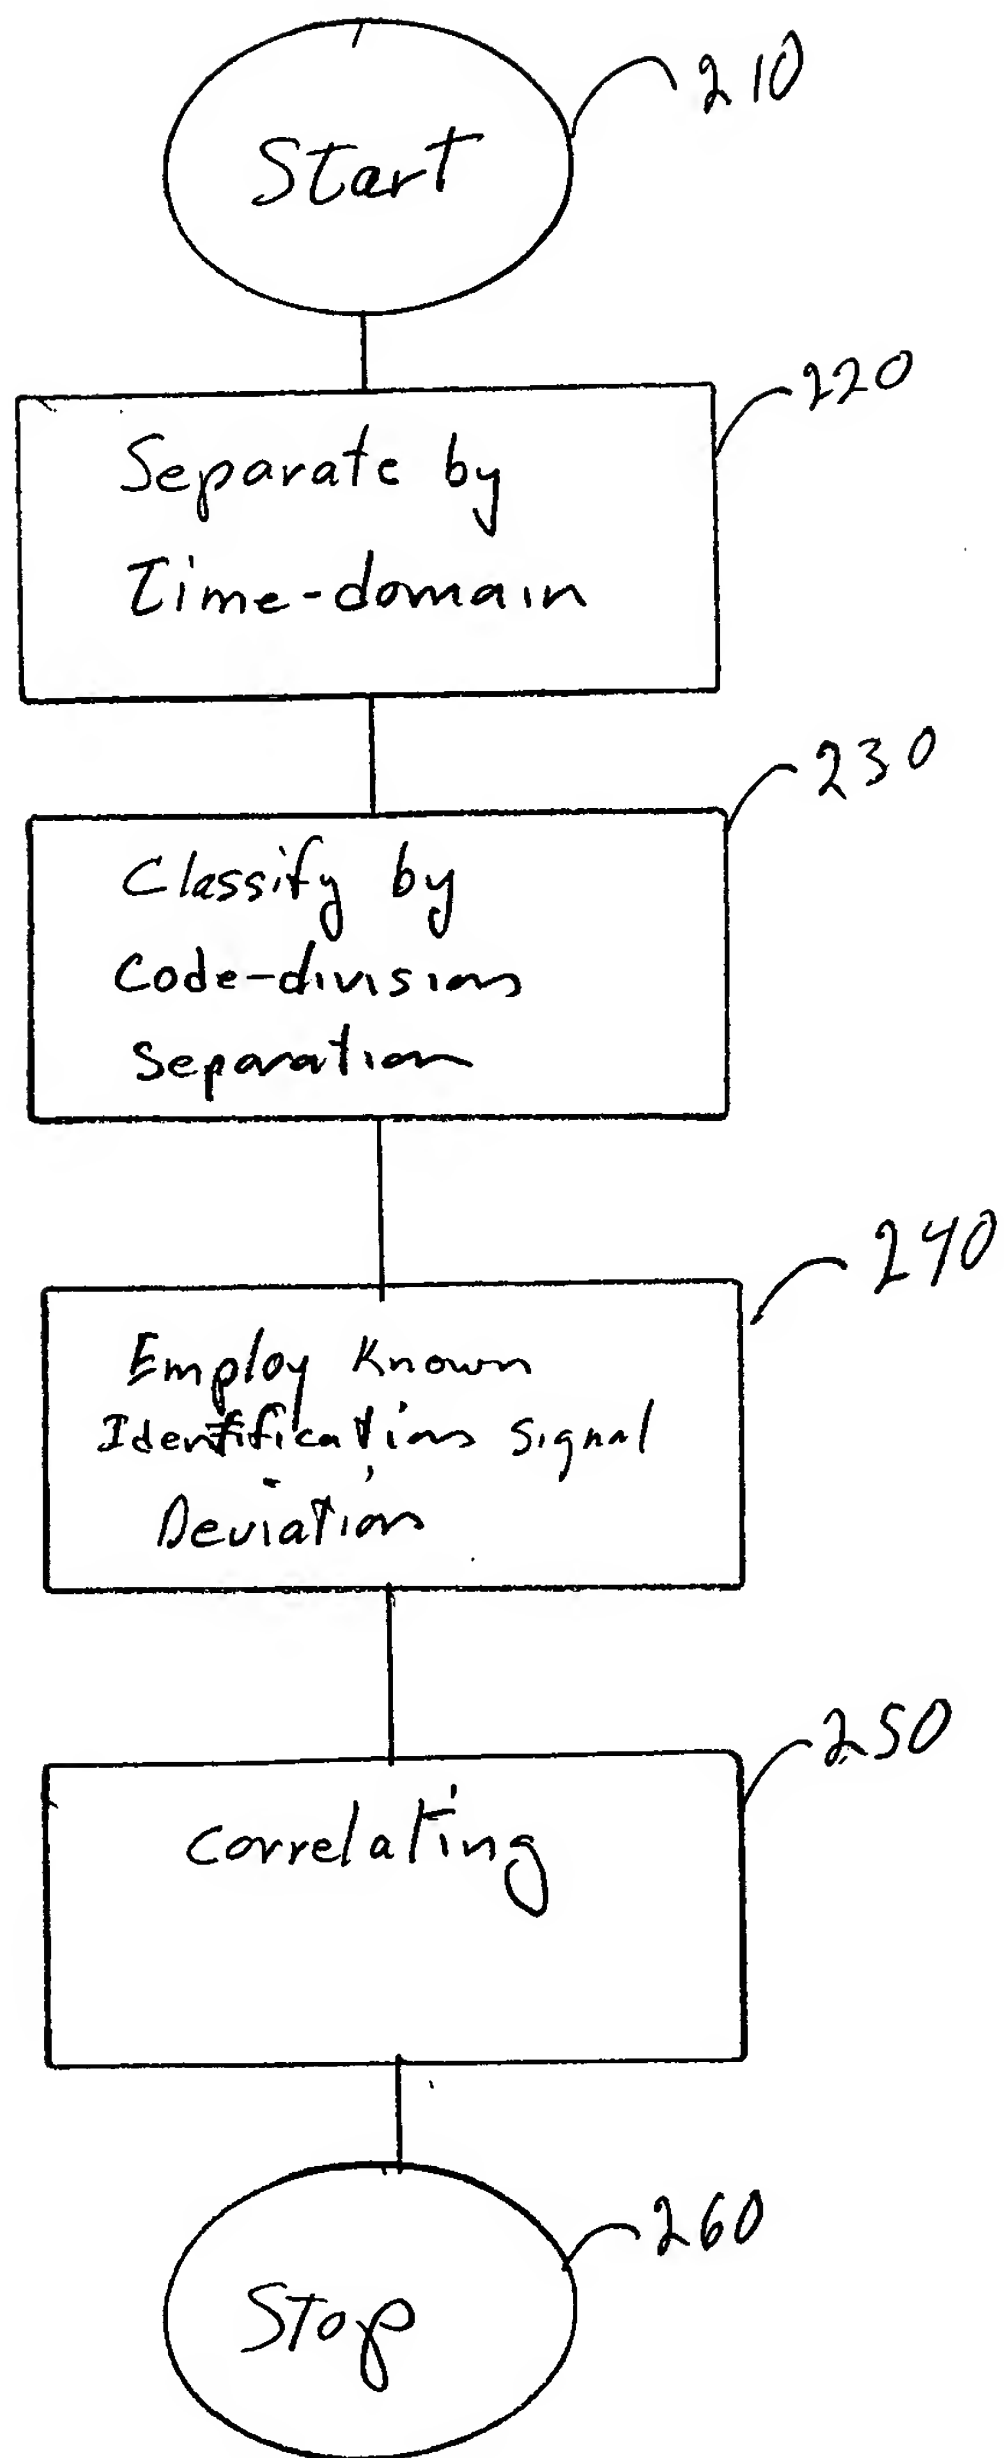 Start
210
220
Separate by
Time-domain
230
Classify by
Code-division
Separation
240
Employ Known
Identification Signal
Deviation
250
Correlating
260
Stop